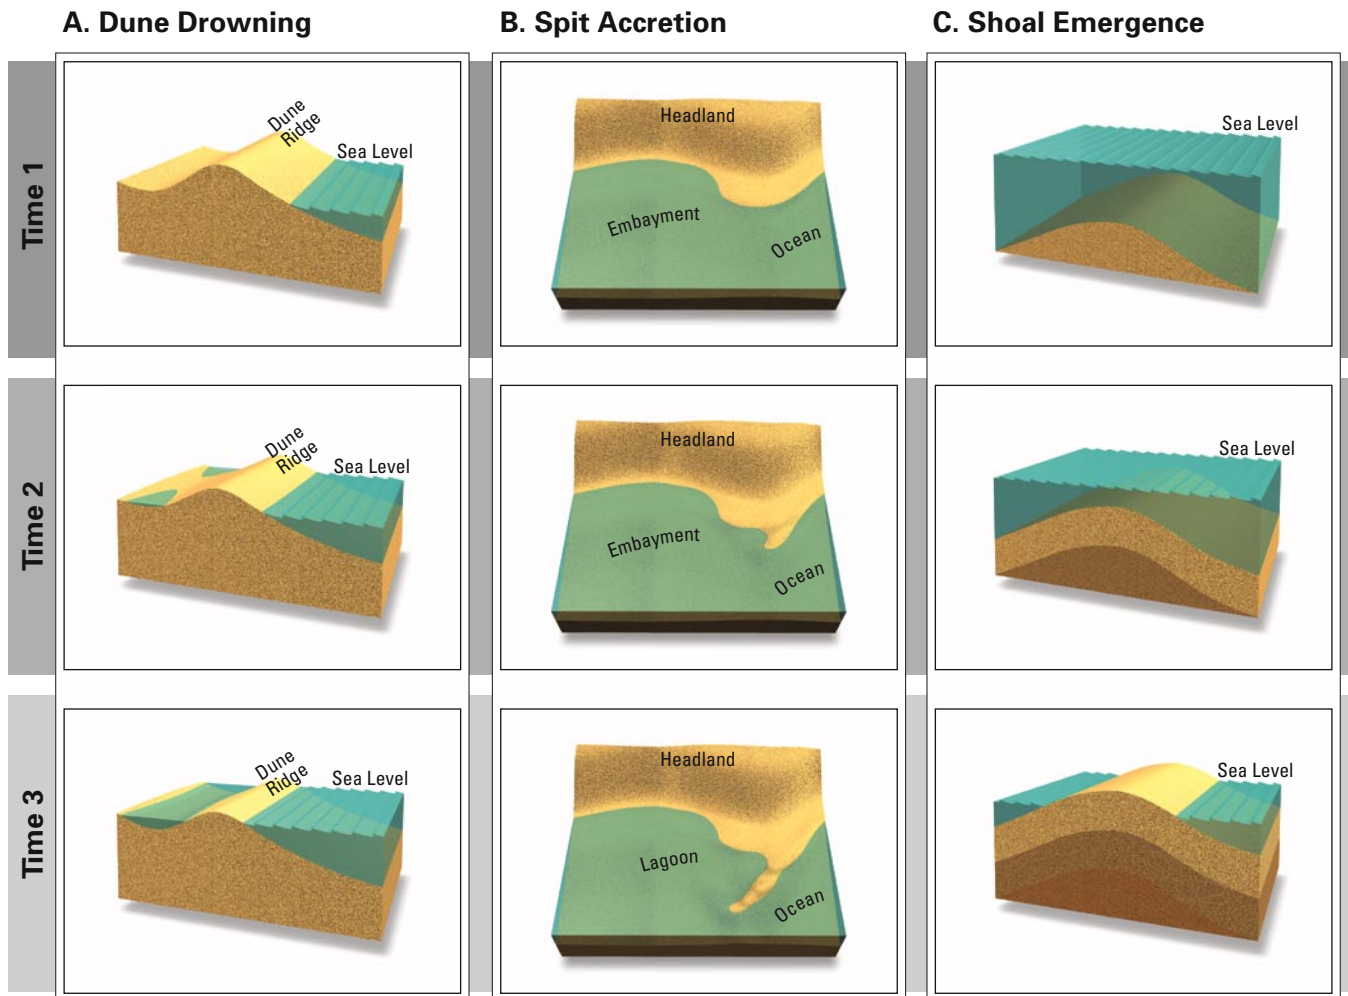 A. Dune Drowning
B. Spit Accretion
C. Shoal Emergence
Time 1
Dune
Ridge
Sea Level
Headland
Embayment
Ocean
Sea Level
Time 2
Dune
Ridge
Sea Level
Headland
Embayment
Ocean
Sea Level
Time 3
Dune
Ridge
Sea Level
Headland
Lagoon
Ocean
Sea Level